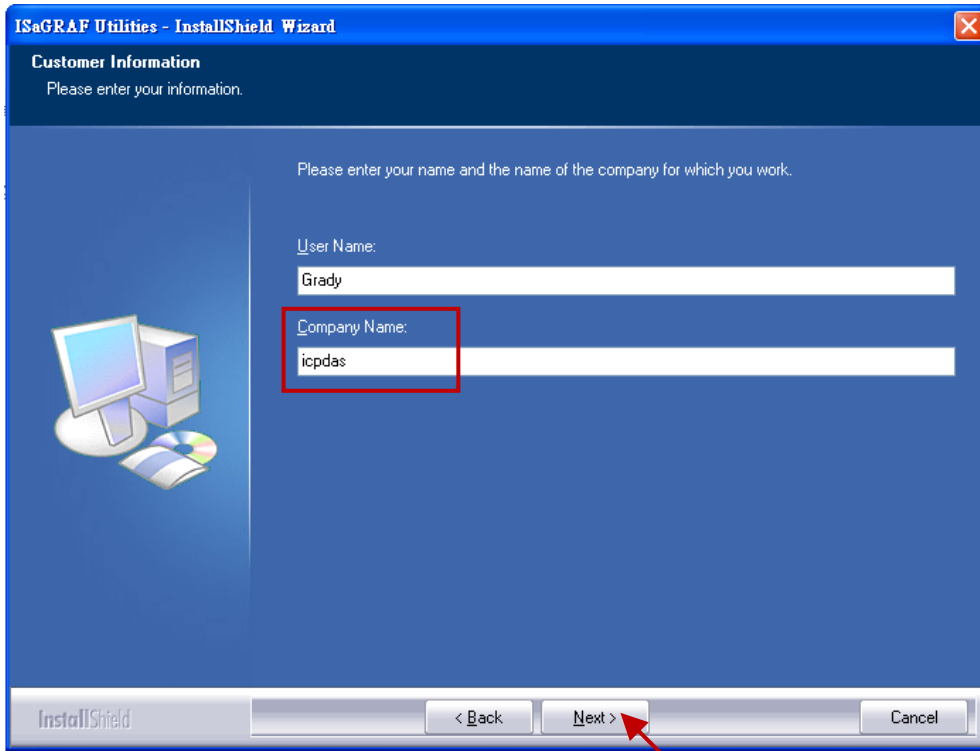 ISaGRAF Utilities - InstallShield Wizard
Customer Information
Please enter your information.
Please enter your name and the name of the company for which you work.
User Name:
Grady
Company Name:
icpdas
InstallShield
< Back
Next >
Cancel